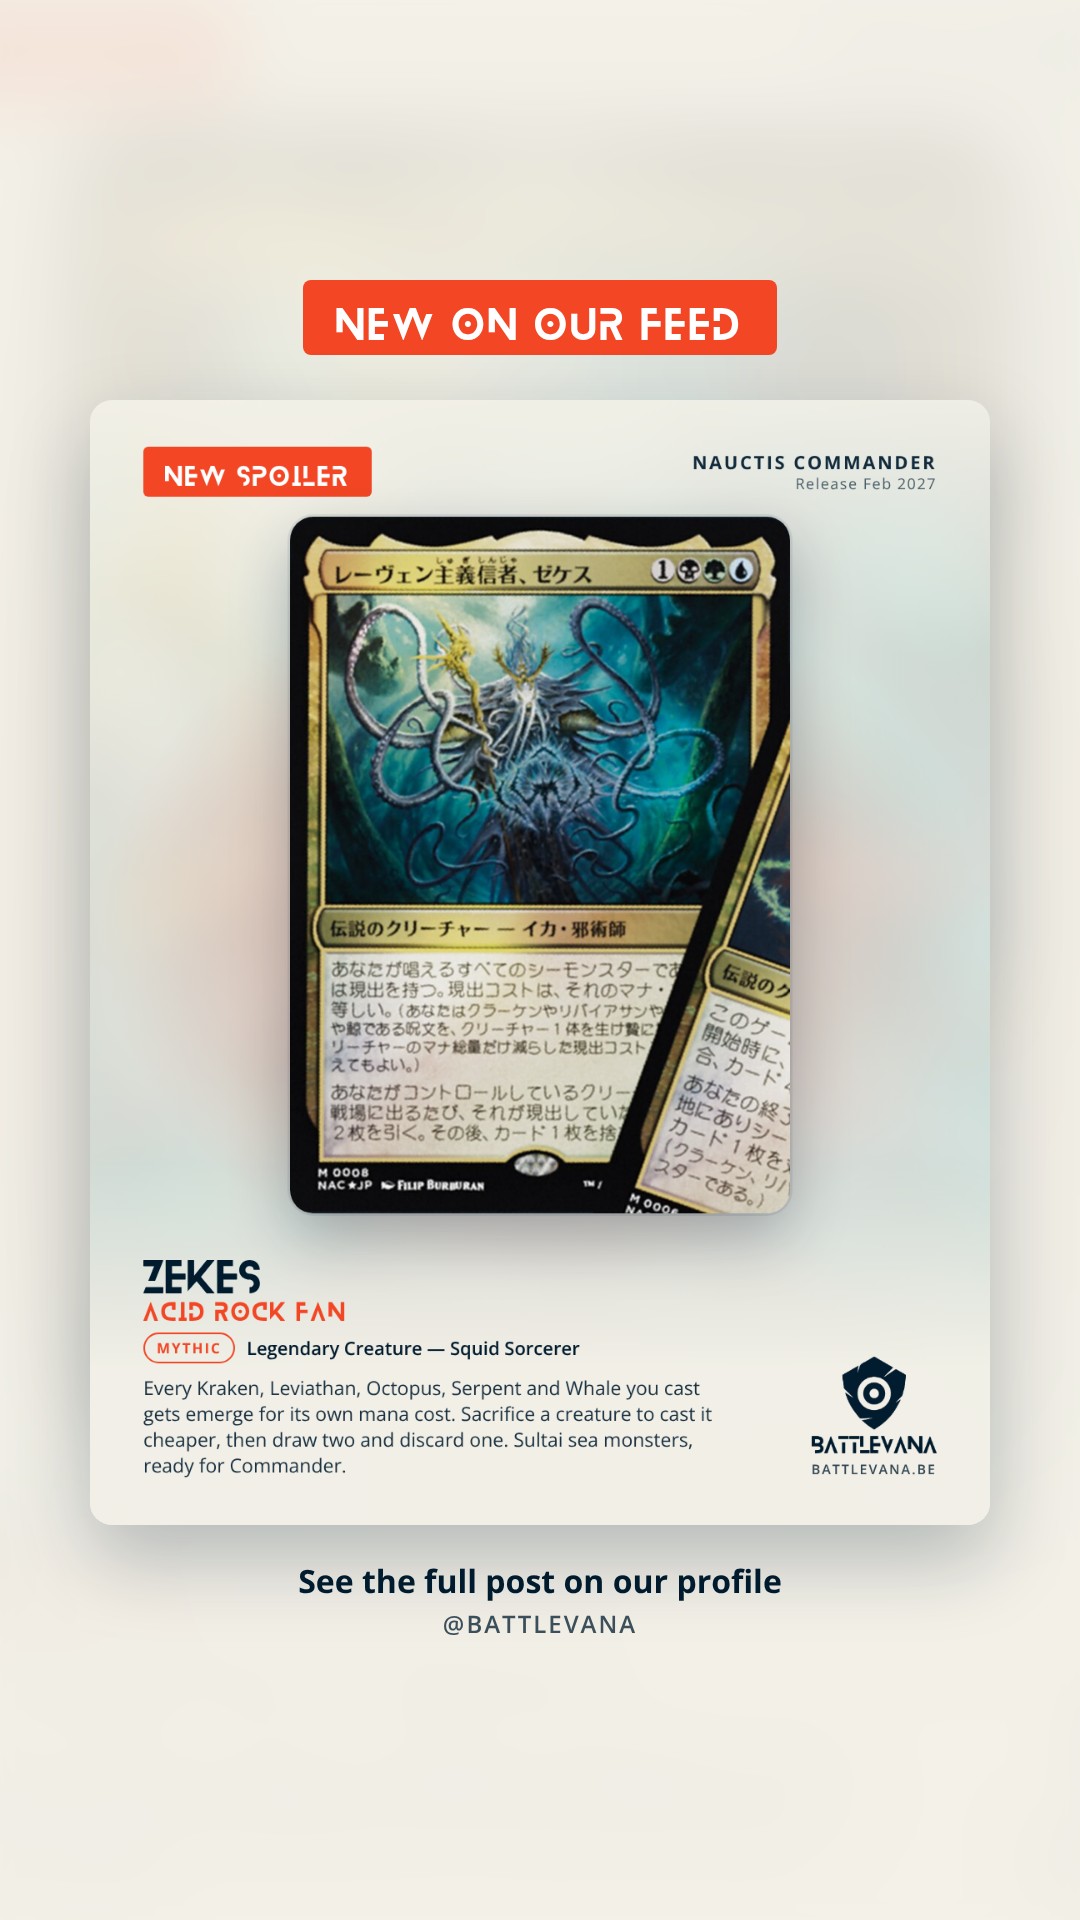 NEW ON OUR FEED
NEW SPOILER
NAUCTIS COMMANDER
Release Feb 2027
しゅ ぎ しんじゃ
レーヴェン主義信者、ゼケス
1
伝説のクリーチャー — イカ・邪術師
あなたが唱えるすべてのシーモンスターであ
は現出を持つ。現出コストは、それのマナ・
等しい。(あなたはクラーケンやリバイアサンや
や鯨である呪文を、クリーチャー1体を生け贄に
リーチャーのマナ総量だけ減らした現出コスト
えてもよい。)
あなたがコントロールしているクリー
戦場に出るたび、それが現出してい
2枚を引く。その後、カード1枚を捨
M 0008
NAC★JP FILIP BURBURAN
™ /
伝説のク
このゲー
開始時に、
合、カード
あなたの終
地にありシー
カード1枚を
(クラーケン、リ
スターである。)
M 0006
ZEKES
ACID ROCK FAN
MYTHIC Legendary Creature — Squid Sorcerer
Every Kraken, Leviathan, Octopus, Serpent and Whale you cast
gets emerge for its own mana cost. Sacrifice a creature to cast it
cheaper, then draw two and discard one. Sultai sea monsters,
ready for Commander.
BATTLEVANA
BATTLEVANA.BE
See the full post on our profile
@BATTLEVANA